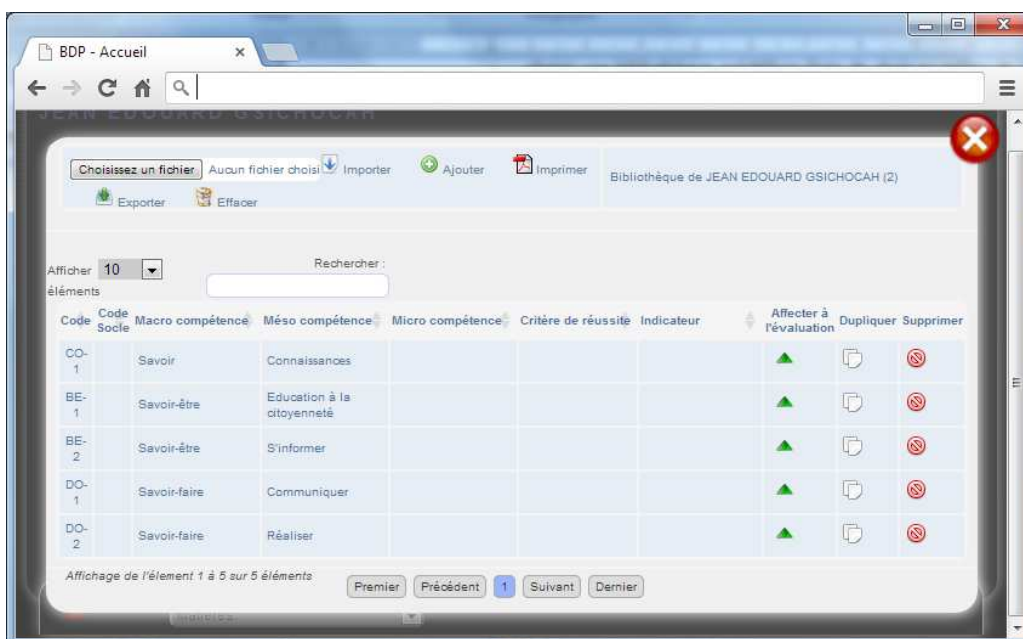 BDP - Accueil
JEAN EDOUARD GSICHOCAH
Choisissez un fichier Aucun fichier choisi Importer Ajouter Imprimer
Bibliothèque de JEAN EDOUARD GSICHOCAH (2)
Exporter Effacer
Afficher 10
éléments
Rechercher :
Code Code Socle Macro compétence Méso compétence Micro compétence Critère de réussite Indicateur Affecter à l'évaluation Dupliquer Supprimer
CO-1 Savoir Connaissances
BE-1 Savoir-être Education à la citoyenneté
BE-2 Savoir-être S'informer
DO-1 Savoir-faire Communiquer
DO-2 Savoir-faire Réaliser
Affichage de l'élement 1 à 5 sur 5 éléments
Premier Précédent 1 Suivant Dernier